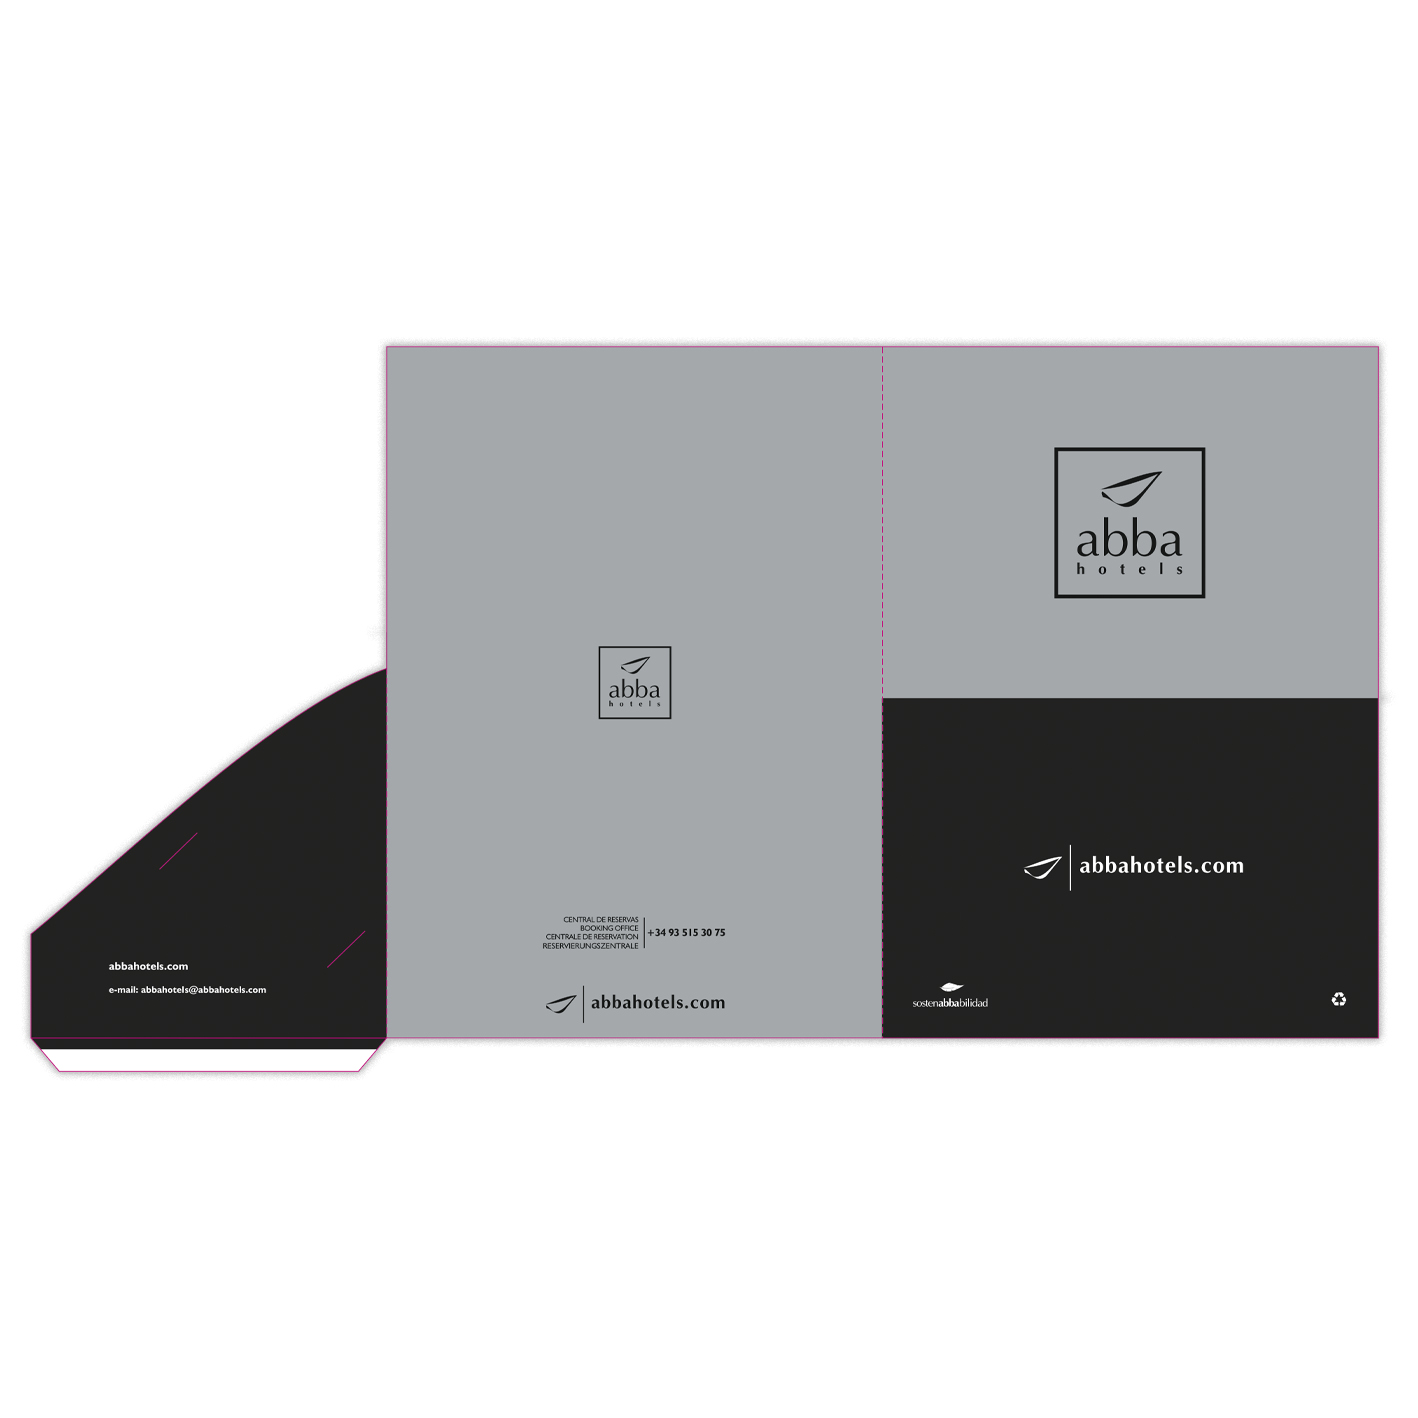 abbahotels.com
e-mail: abbahotels@abbahotels.com
abba
hotels
CENTRAL DE RESERVAS
BOOKING OFFICE
CENTRALE DE RESERVATION
RESERVIERUNGSZENTRALE
+34 93 515 30 75
abbahotels.com
abba
hotels
abbahotels.com
sostenabbabilidad